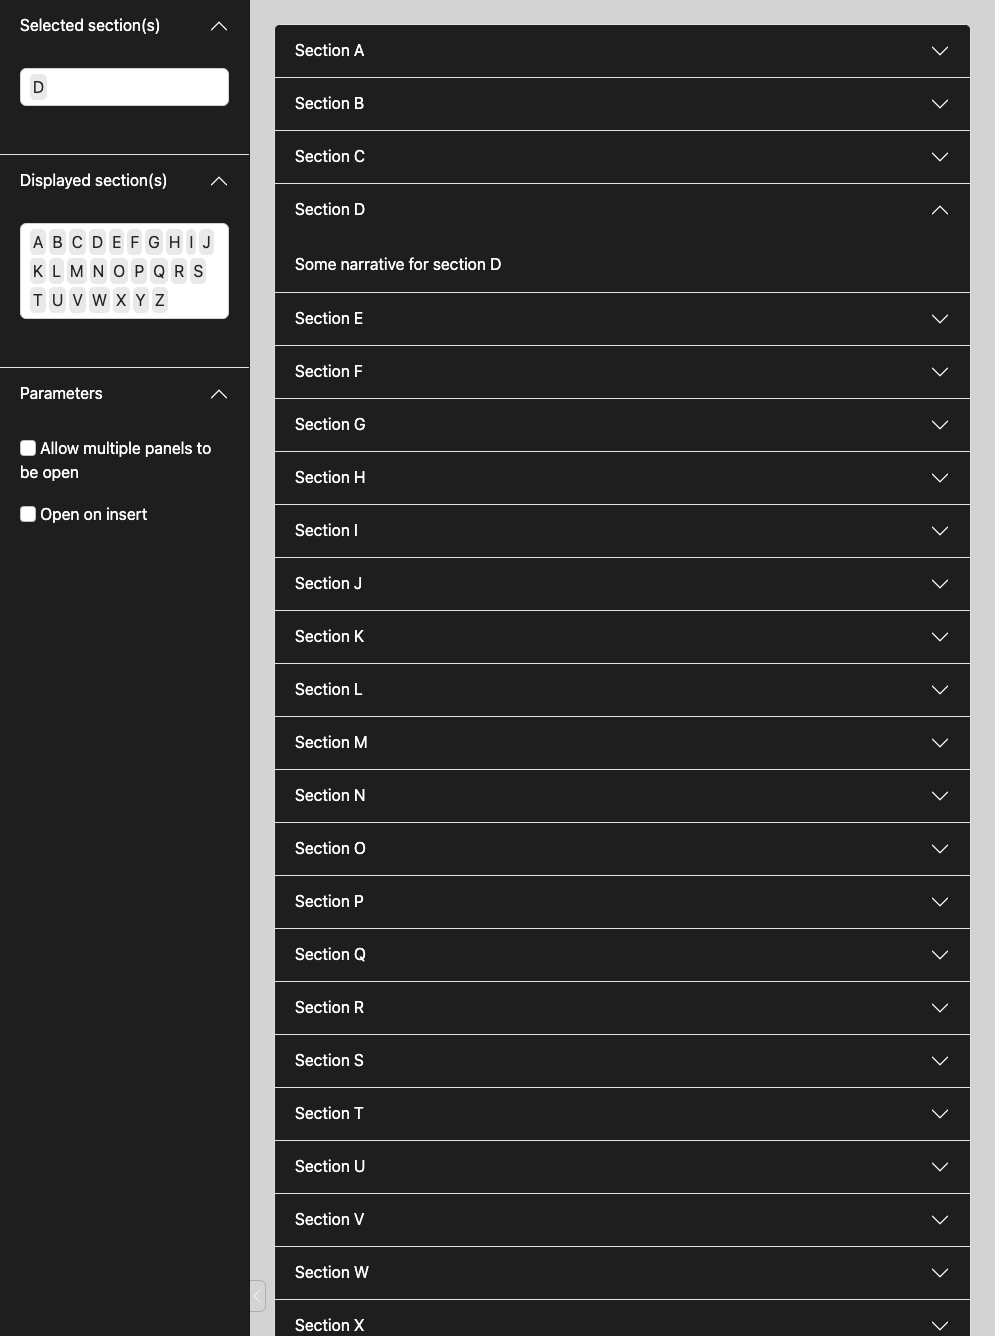 Selected section(s)
D
Displayed section(s)
A B C D E F G H I J
K L M N O P Q R S
T U V W X Y Z
Parameters
Allow multiple panels to
be open
Open on insert
Section A
Section B
Section C
Section D
Some narrative for section D
Section E
Section F
Section G
Section H
Section I
Section J
Section K
Section L
Section M
Section N
Section O
Section P
Section Q
Section R
Section S
Section T
Section U
Section V
Section W
Section X